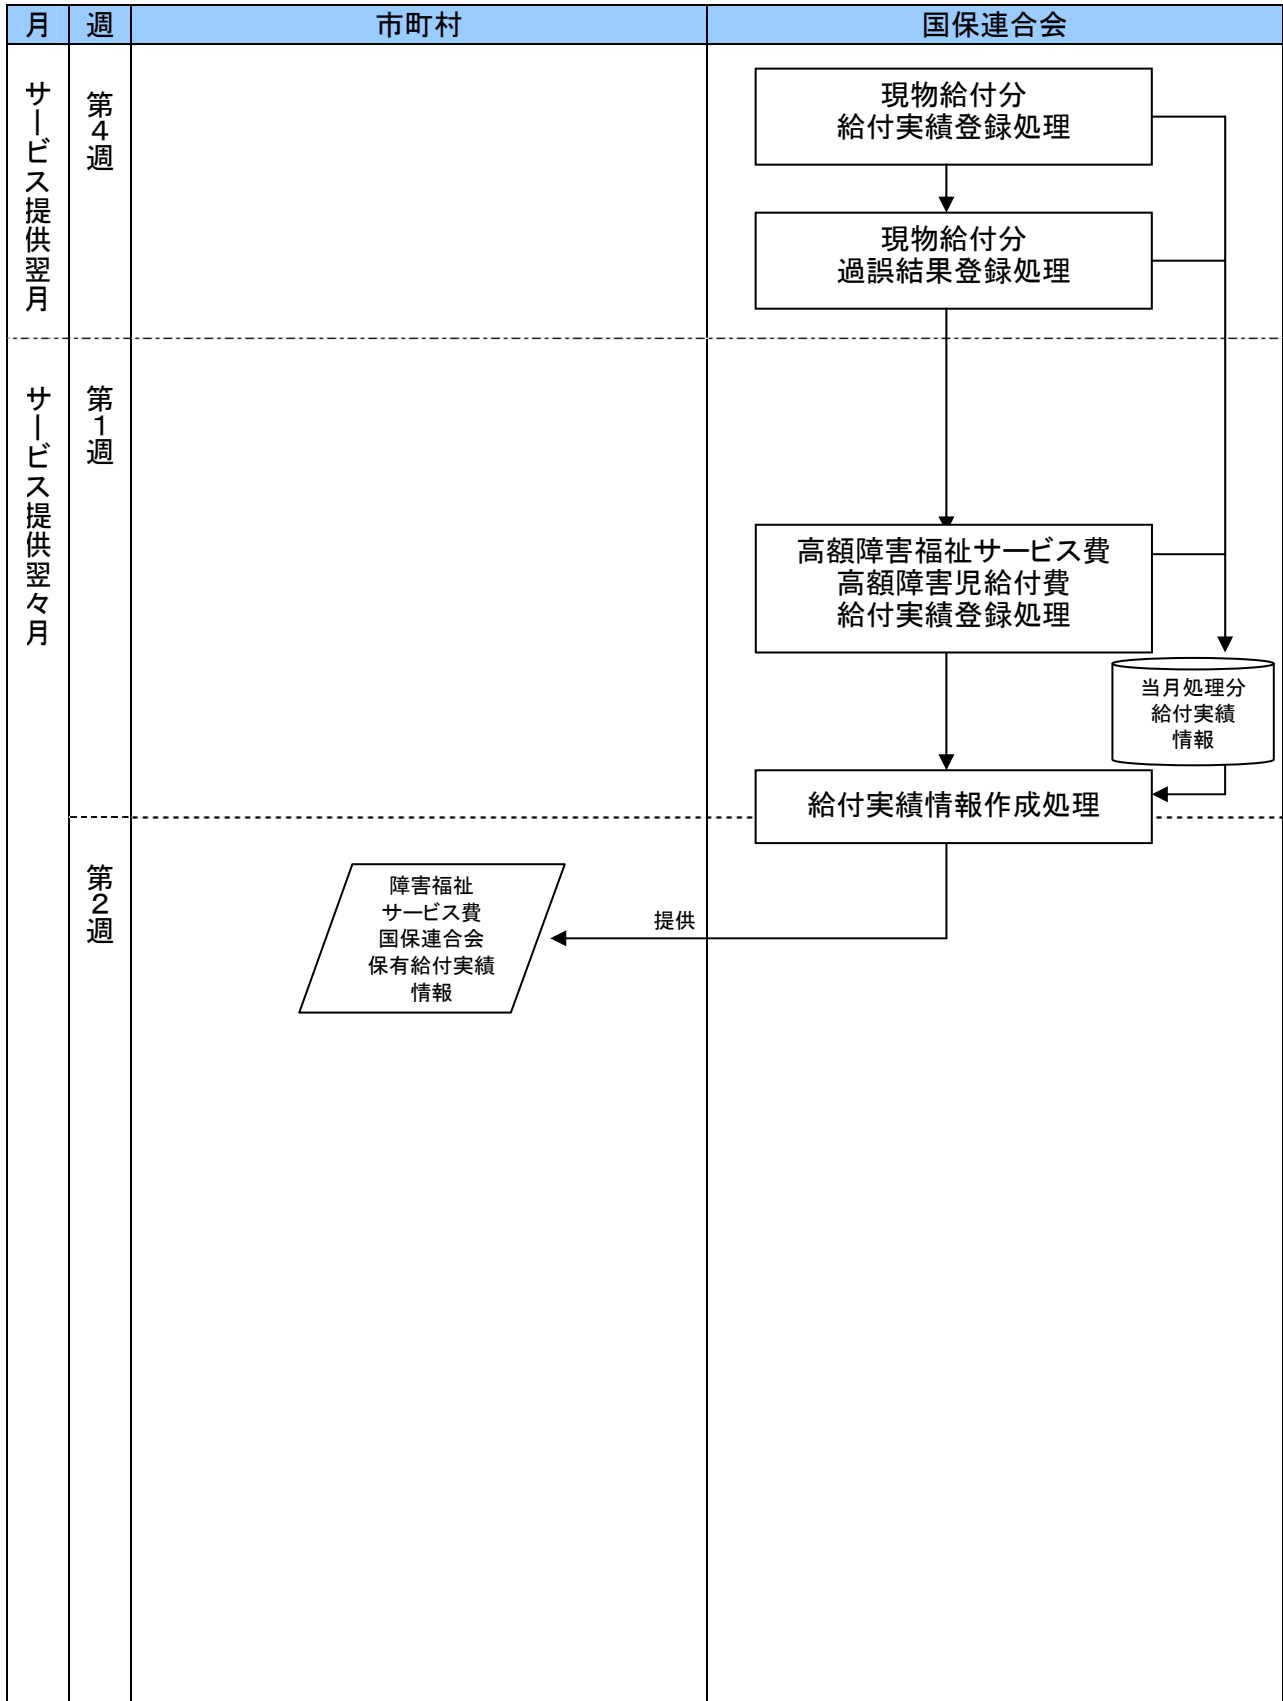 月 週 市町村 国保連合会
サービス提供翌月
第4週
現物給付分
給付実績登録処理
現物給付分
過誤結果登録処理
サービス提供翌々月
第1週
高額障害福祉サービス費
高額障害児給付費
給付実績登録処理
当月処理分
給付実績
情報
給付実績情報作成処理
第2週
障害福祉
サービス費
国保連合会
保有給付実績
情報
提供